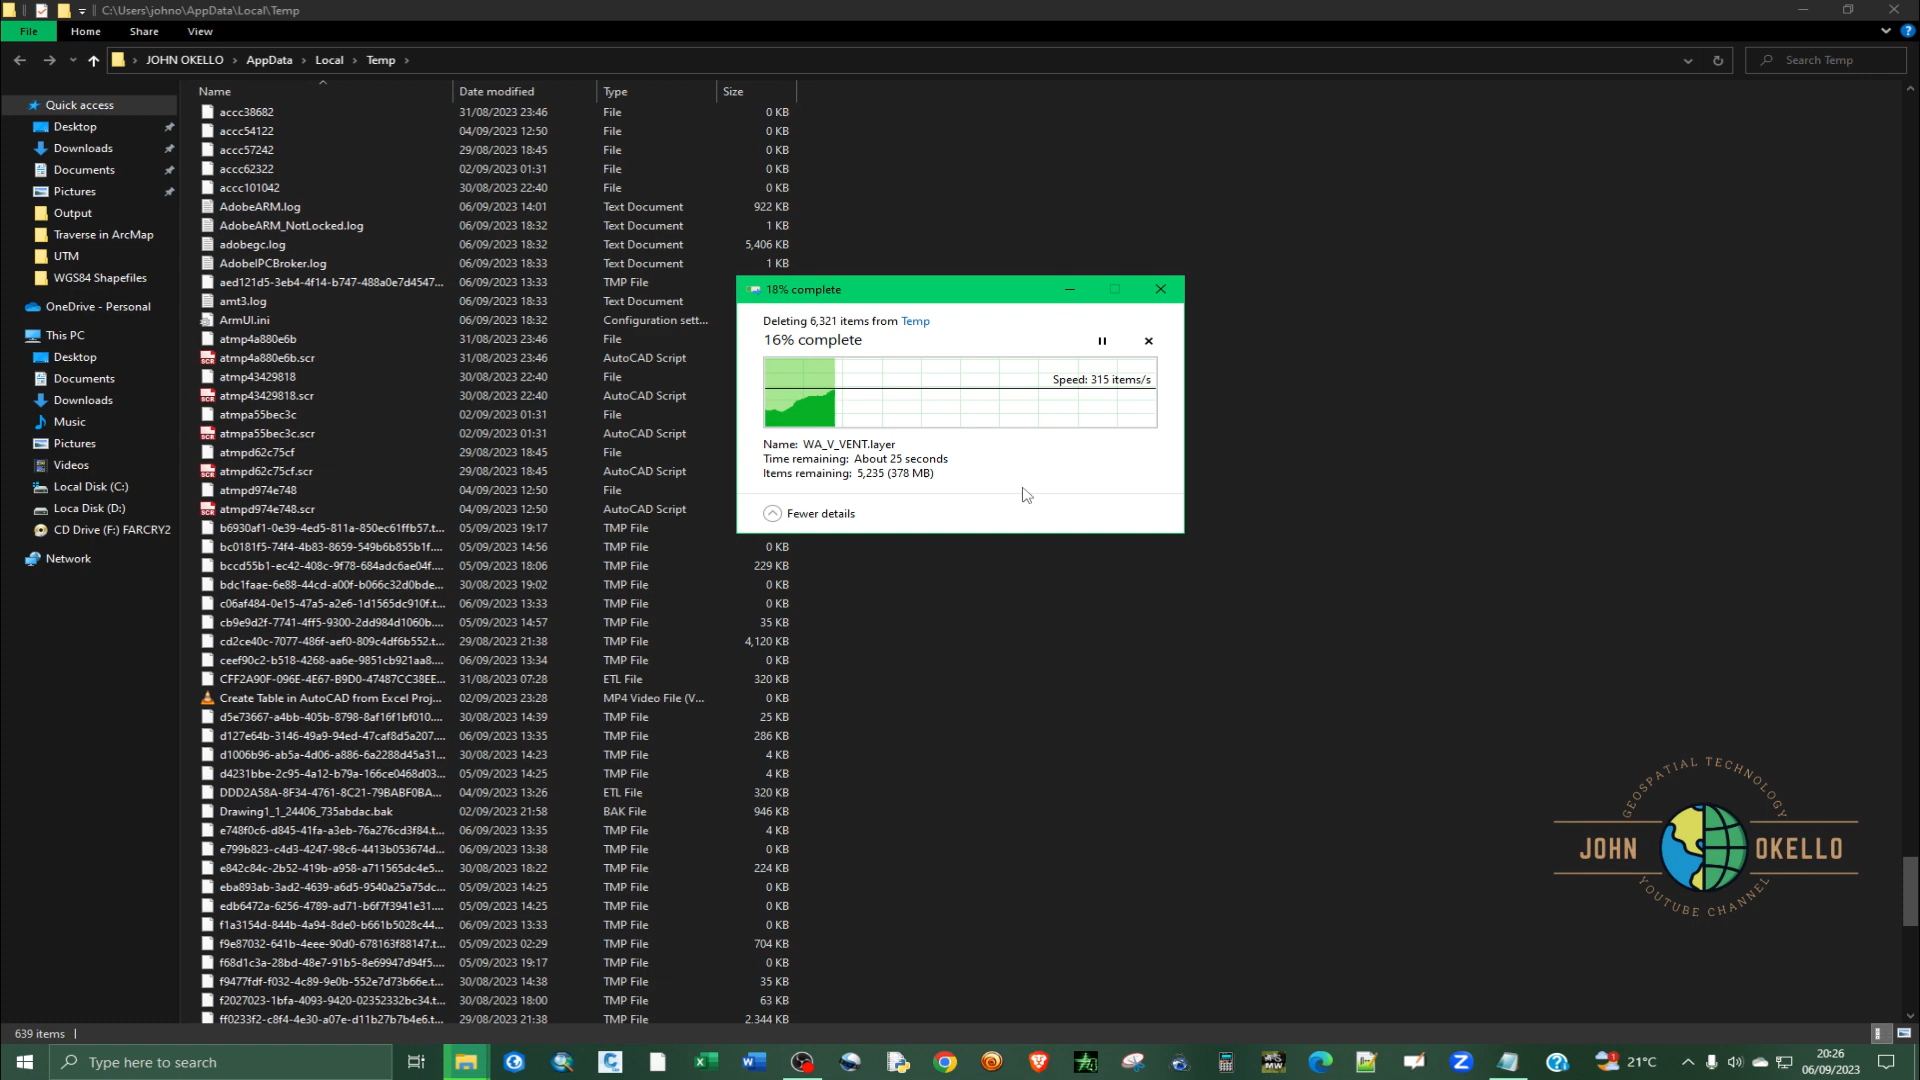 C:\Users\johno\AppData\Local\Temp
File Home Share View
JOHN OKELLO > AppData > Local > Temp >
Search Temp
Name Date modified Type Size
Quick access
Desktop
Downloads
Documents
Pictures
Output
Traverse in ArcMap
UTM
WGS84 Shapefiles
OneDrive - Personal
This PC
Desktop
Documents
Downloads
Music
Pictures
Videos
Local Disk (C:)
Loca Disk (D:)
CD Drive (F:) FARCRY2
Network
accc38682 31/08/2023 23:46 File 0 KB
accc54122 04/09/2023 12:50 File 0 KB
accc57242 29/08/2023 18:45 File 0 KB
accc62322 02/09/2023 01:31 File 0 KB
accc101042 30/08/2023 22:40 File 0 KB
AdobeARM.log 06/09/2023 14:01 Text Document 922 KB
AdobeARM_NotLocked.log 06/09/2023 18:32 Text Document 1 KB
adobegc.log 06/09/2023 18:32 Text Document 5,406 KB
AdobeIPCBroker.log 06/09/2023 18:33 Text Document 1 KB
aed121d5-3eb4-4f14-b747-488a0e7d4547... 06/09/2023 13:33 TMP File
amt3.log 06/09/2023 18:33 Text Document
ArmUI.ini 06/09/2023 18:32 Configuration sett...
atmp4a880e6b 31/08/2023 23:46 File
atmp4a880e6b.scr 31/08/2023 23:46 AutoCAD Script
atmp43429818 30/08/2023 22:40 File
atmp43429818.scr 30/08/2023 22:40 AutoCAD Script
atmpa55bec3c 02/09/2023 01:31 File
atmpa55bec3c.scr 02/09/2023 01:31 AutoCAD Script
atmpd62c75cf 29/08/2023 18:45 File
atmpd62c75cf.scr 29/08/2023 18:45 AutoCAD Script
atmpd974e748 04/09/2023 12:50 File
atmpd974e748.scr 04/09/2023 12:50 AutoCAD Script
b6930af1-0e39-4ed5-811a-850ec61ffb57.t... 05/09/2023 19:17 TMP File
bc0181f5-74f4-4b83-8659-549b6b855b1f.... 05/09/2023 14:56 TMP File 0 KB
bccd55b1-ec42-408c-9f78-684adc6ae04f.... 05/09/2023 18:06 TMP File 229 KB
bdc1faae-6e88-44cd-a00f-b066c32d0bde... 30/08/2023 19:02 TMP File 0 KB
c06af484-0e15-47a5-a2e6-1d1565dc910f.t... 06/09/2023 13:33 TMP File 0 KB
cb9e9d2f-7741-4ff5-9300-2dd984d1060b.... 05/09/2023 14:57 TMP File 35 KB
cd2ce40c-7077-486f-aef0-809c4df6b552.t... 29/08/2023 21:38 TMP File 4,120 KB
ceef90c2-b518-4268-aa6e-9851cb921aa8.... 06/09/2023 13:34 TMP File 0 KB
CFF2A90F-096E-4E67-B9D0-47487CC38EE... 31/08/2023 07:28 ETL File 320 KB
Create Table in AutoCAD from Excel Proj... 02/09/2023 23:28 MP4 Video File (V... 0 KB
d5e73667-a4bb-405b-8798-8af16f1bf010.... 30/08/2023 14:39 TMP File 25 KB
d127e64b-3146-49a9-94ed-47caf8d5a207.... 06/09/2023 13:35 TMP File 286 KB
d1006b96-ab5a-4d06-a886-6a2288d45a31... 30/08/2023 14:23 TMP File 4 KB
d4231bbe-2c95-4a12-b79a-166ce0468d03... 05/09/2023 14:25 TMP File 4 KB
DDD2A58A-8F34-4761-8C21-79BABF0BA... 04/09/2023 13:26 ETL File 320 KB
Drawing1_1_24406_735abdac.bak 02/09/2023 21:58 BAK File 946 KB
e748f0c6-d845-41fa-a3eb-76a276cd3f84.t... 06/09/2023 13:35 TMP File 4 KB
e799b823-c4d3-4247-98c6-4413b053674d... 06/09/2023 13:38 TMP File 0 KB
e842c84c-2b52-419b-a958-a711565dc4e5... 30/08/2023 18:22 TMP File 224 KB
eba893ab-3ad2-4639-a6d5-9540a25a75dc... 05/09/2023 14:25 TMP File 0 KB
edb6472a-6256-4789-ad71-b6f7f3941e31.... 05/09/2023 14:25 TMP File 0 KB
f1a3154d-844b-4a94-8de0-b661b5028c44... 06/09/2023 13:33 TMP File 0 KB
f9e87032-641b-4eee-90d0-678163f88147.t... 05/09/2023 02:29 TMP File 704 KB
f68d1c3a-28bd-48e7-91b5-8e69947d94f5.... 05/09/2023 19:17 TMP File 0 KB
f9477fdf-f032-4c89-9e0b-552e7d73b66e.t... 30/08/2023 14:38 TMP File 35 KB
f2027023-1bfa-4093-9420-02352332bc34.t... 30/08/2023 18:00 TMP File 63 KB
ff0233f2-c8f4-4e30-a07e-d11b27b7b4e6.t... 29/08/2023 21:38 TMP File 2,344 KB
18% complete
Deleting 6,321 items from Temp
16% complete
Speed: 315 items/s
Name: WA_V_VENT.layer
Time remaining: About 25 seconds
Items remaining: 5,235 (378 MB)
Fewer details
GEOSPATIAL TECHNOLOGY
JOHN OKELLO
YOUTUBE CHANNEL
639 items
Type here to search
21°C
20:26
06/09/2023